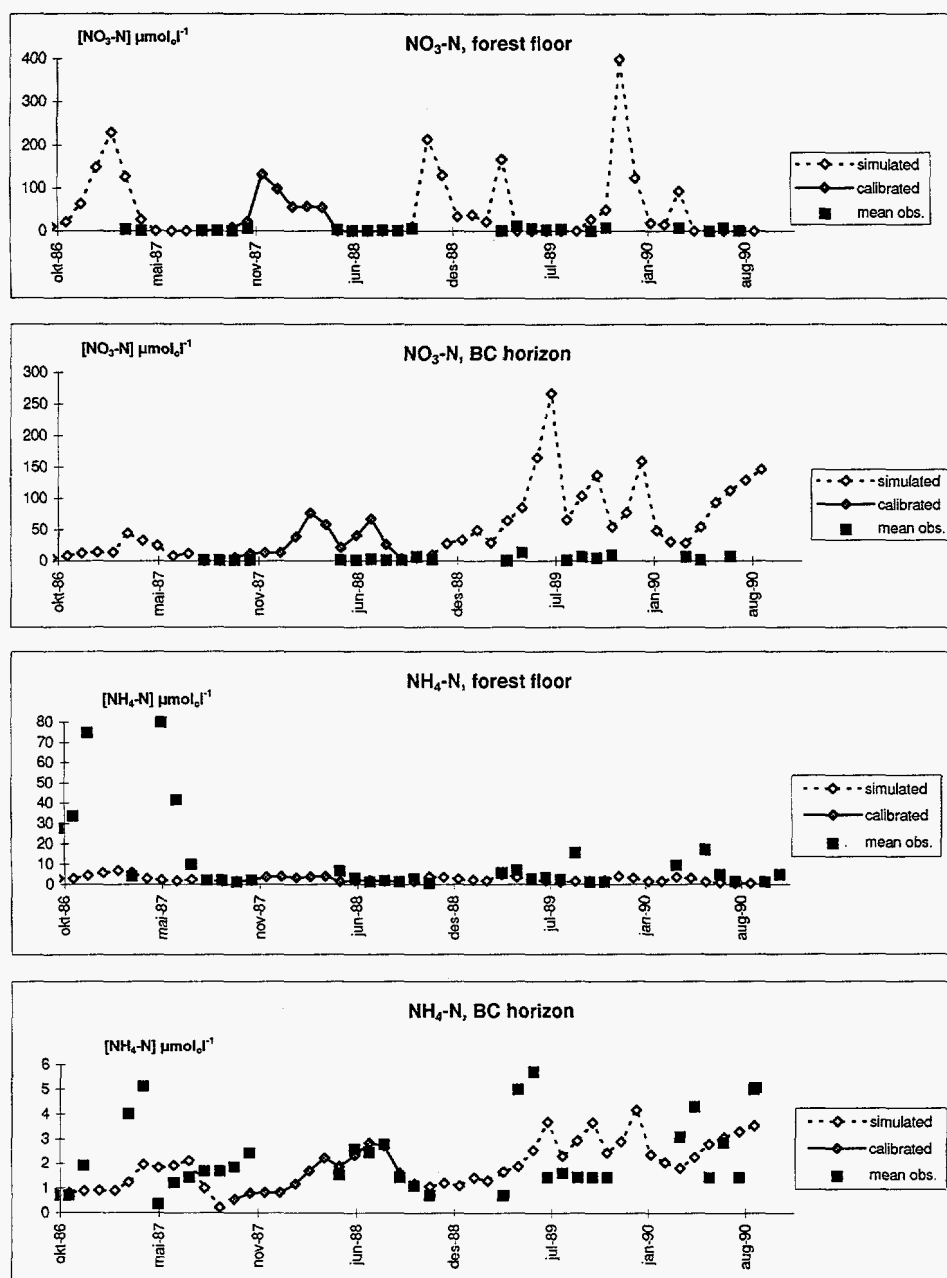 [NO₃-N] µmolcl⁻¹
NO₃-N, forest floor
400
300
200
100
0
okt-86
mai-87
nov-87
jun-88
des-88
jul-89
jan-90
aug-90
simulated
calibrated
mean obs.
[NO₃-N] µmolcl⁻¹
NO₃-N, BC horizon
300
250
200
150
100
50
0
okt-86
mai-87
nov-87
jun-88
des-88
jul-89
jan-90
aug-90
simulated
calibrated
mean obs.
[NH₄-N] µmolcl⁻¹
NH₄-N, forest floor
80
70
60
50
40
30
20
10
0
okt-86
mai-87
nov-87
jun-88
des-88
jul-89
jan-90
aug-90
simulated
calibrated
mean obs.
NH₄-N, BC horizon
[NH₄-N] µmolcl⁻¹
6
5
4
3
2
1
0
okt-86
mai-87
nov-87
jun-88
des-88
jul-89
jan-90
aug-90
simulated
calibrated
mean obs.